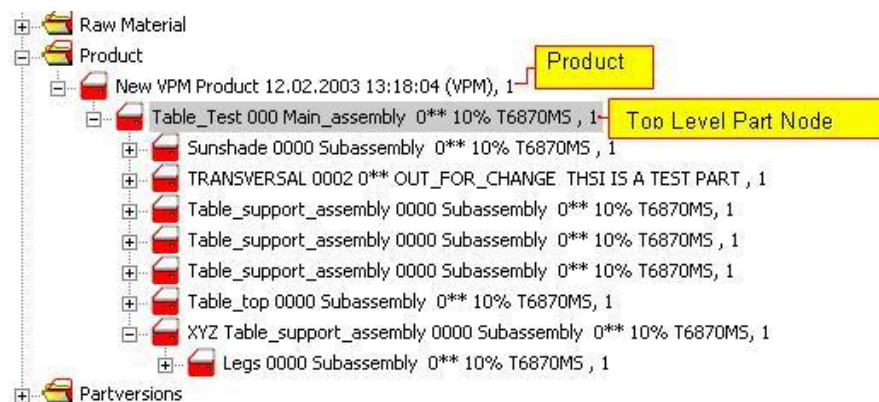 Raw Material
Product
New VPM Product 12.02.2003 13:18:04 (VPM), 1
Product
Table_Test 000 Main_assembly 0** 10% T6870MS , 1
Top Level Part Node
Sunshade 0000 Subassembly 0** 10% T6870MS , 1
TRANSVERSAL 0002 0** OUT_FOR_CHANGE THSI IS A TEST PART , 1
Table_support_assembly 0000 Subassembly 0** 10% T6870MS, 1
Table_support_assembly 0000 Subassembly 0** 10% T6870MS , 1
Table_support_assembly 0000 Subassembly 0** 10% T6870MS, 1
Table_top 0000 Subassembly 0** 10% T6870MS, 1
XYZ Table_support_assembly 0000 Subassembly 0** 10% T6870MS, 1
Legs 0000 Subassembly 0** 10% T6870MS , 1
Partversions